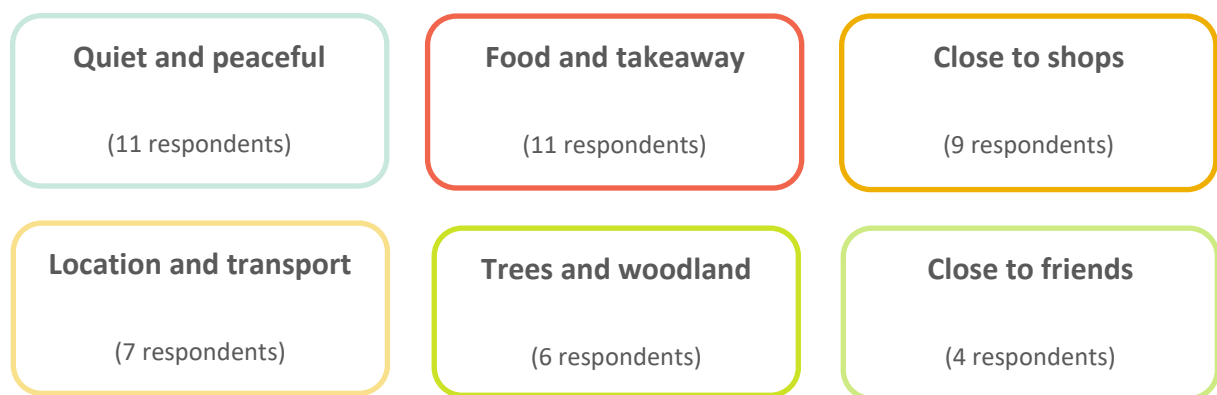 Quiet and peaceful
(11 respondents)
Food and takeaway
(11 respondents)
Close to shops
(9 respondents)
Location and transport
(7 respondents)
Trees and woodland
(6 respondents)
Close to friends
(4 respondents)